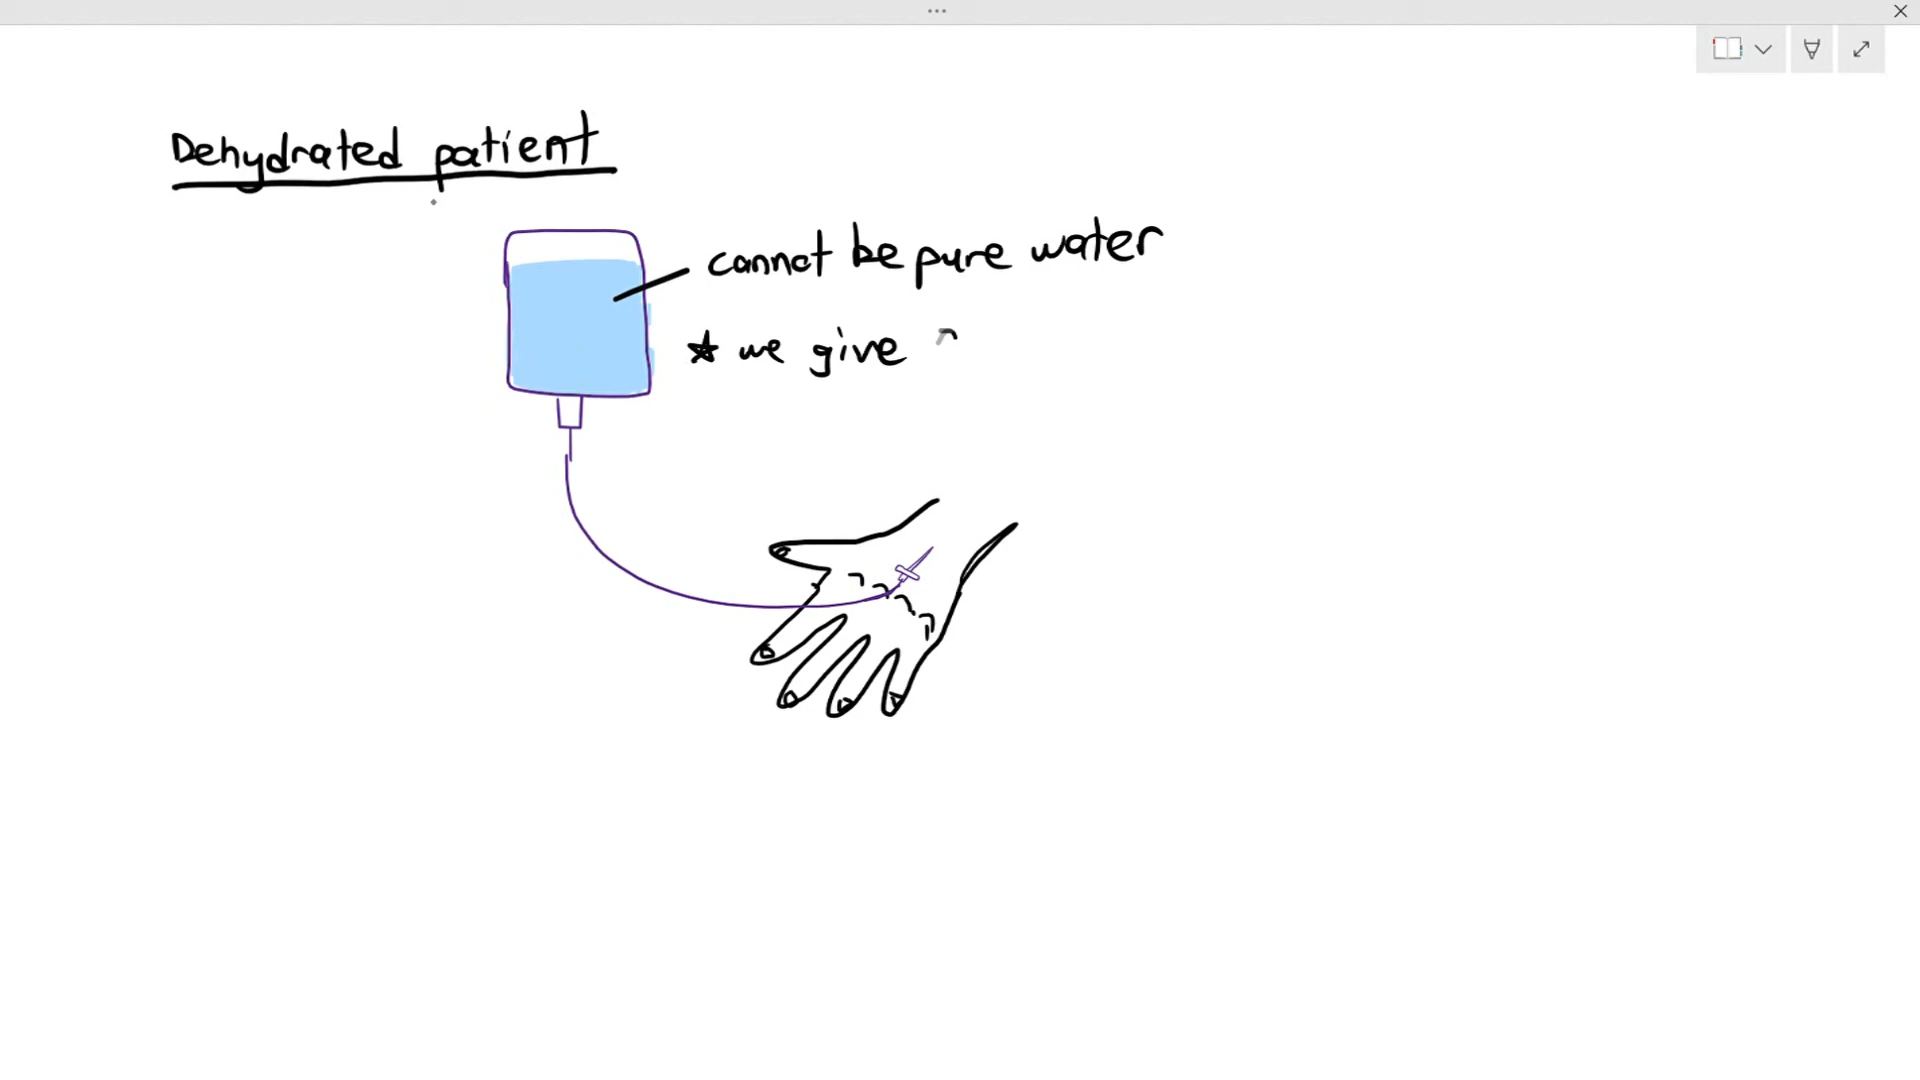 Dehydrated patient
cannot be pure water
★ we give